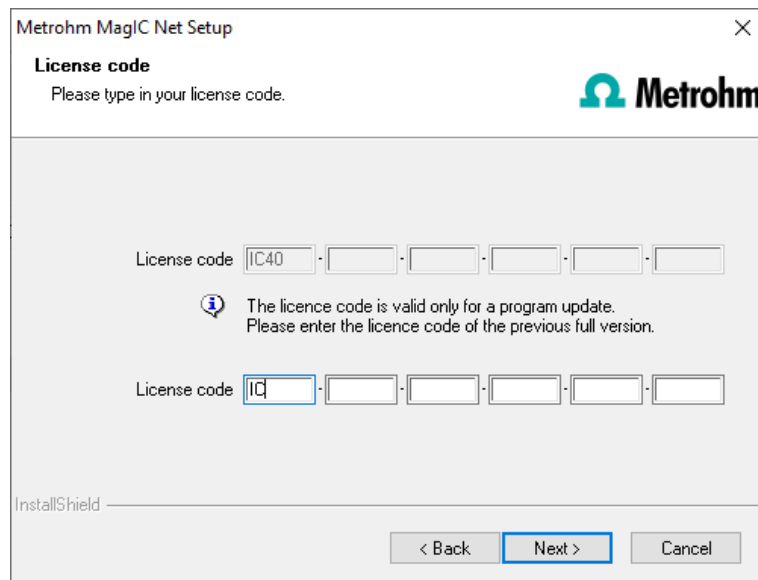 Metrohm MagIC Net Setup
License code
Please type in your license code.
Metrohm
License code IC40 - - - - -
The licence code is valid only for a program update.
Please enter the licence code of the previous full version.
License code IC - - - - -
InstallShield
< Back Next > Cancel